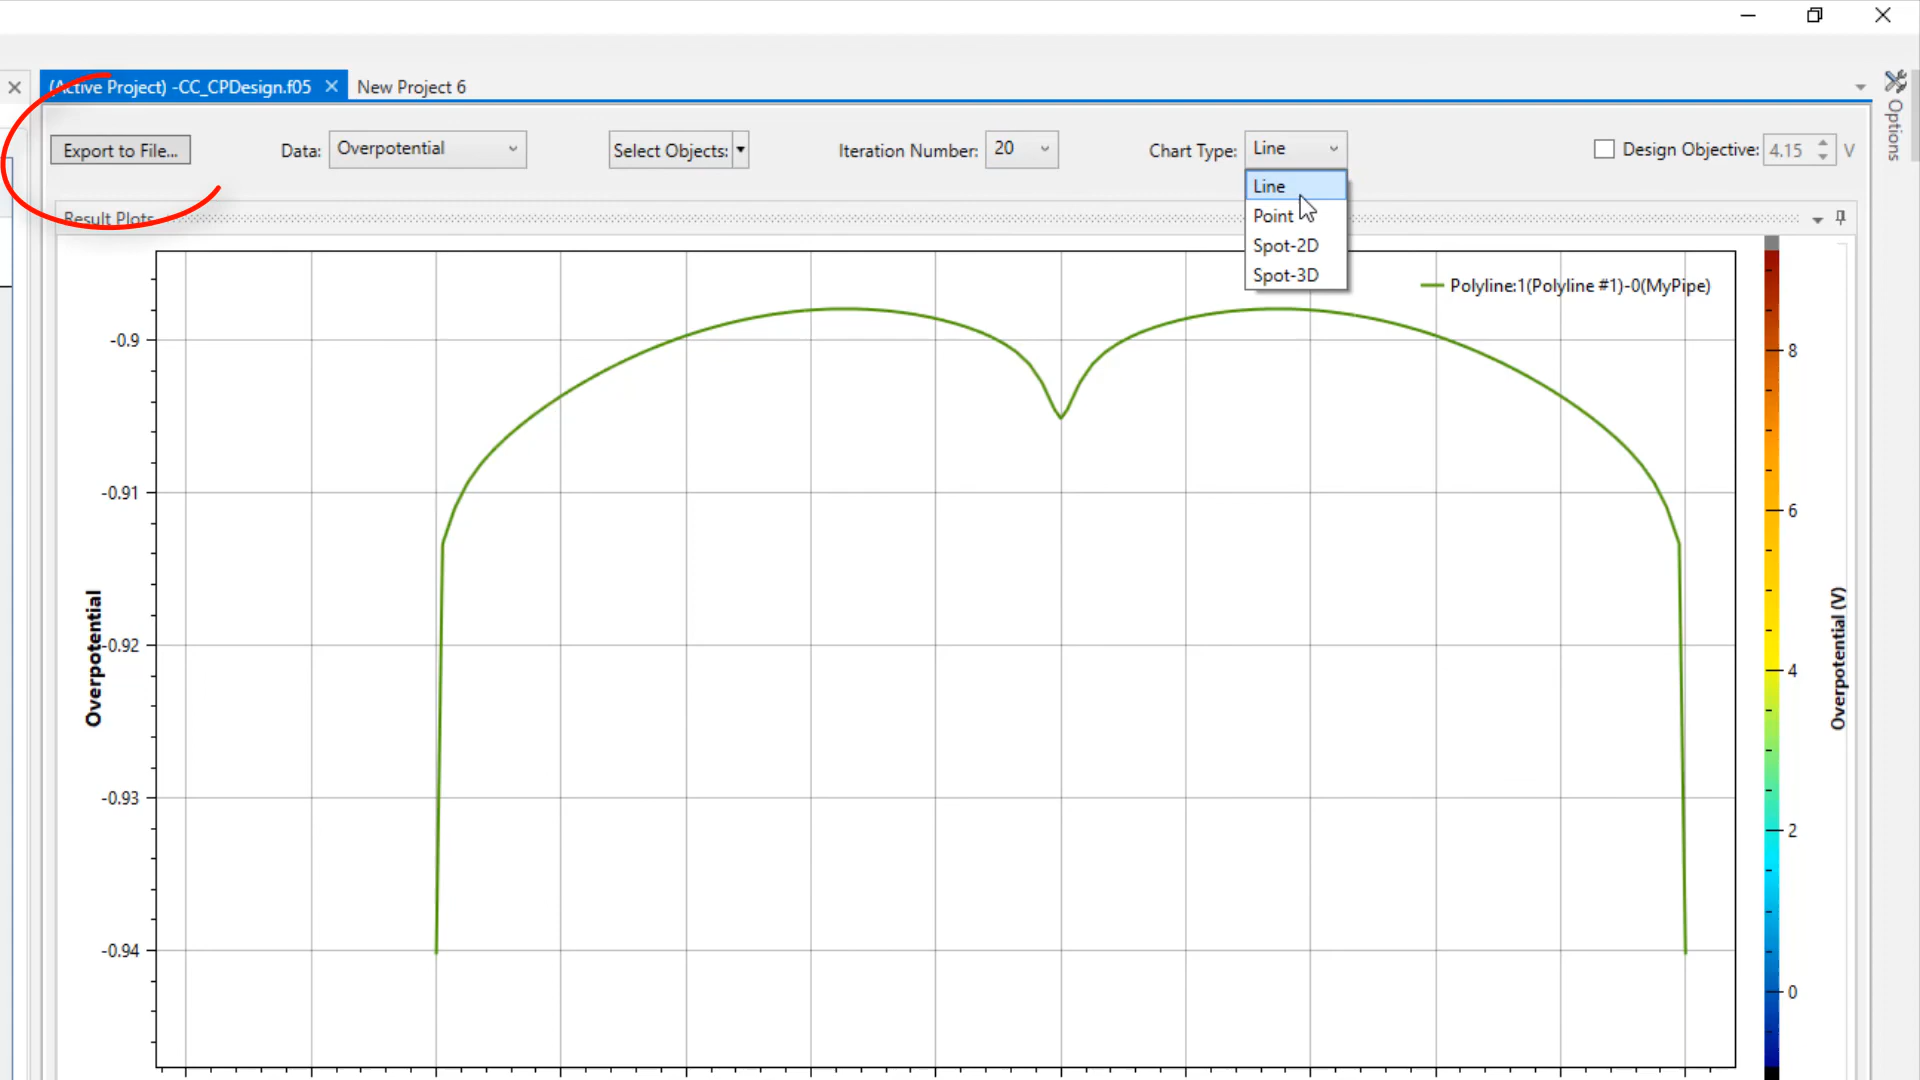 (Active Project) -CC_CPDesign.f05
New Project 6
Options
Export to File...
Data:
Overpotential
Select Objects:
Iteration Number:
20
Chart Type:
Line
Design Objective:
4.15
V
Line
Point
Spot-2D
Spot-3D
Result Plots
Polyline:1(Polyline #1)-0(MyPipe)
-0.9
-0.91
-0.92
-0.93
-0.94
Overpotential
8
6
4
2
0
Overpotential (V)